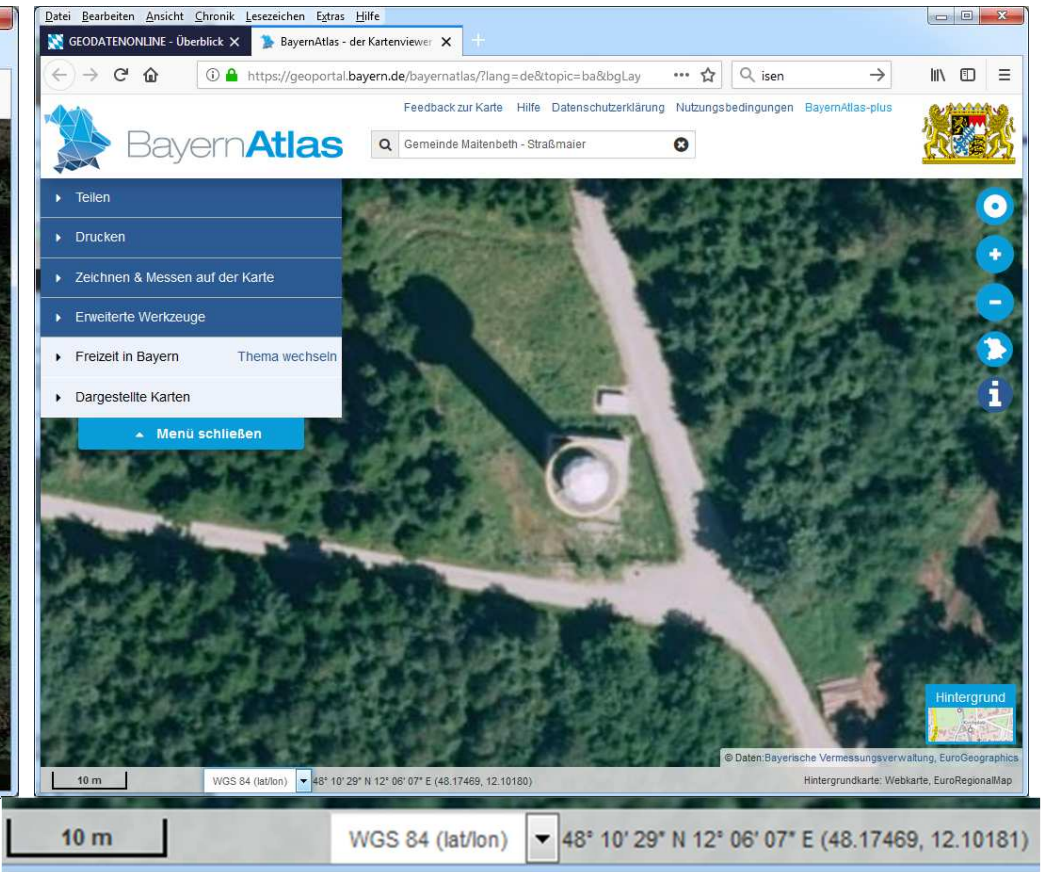 Datei Bearbeiten Ansicht Chronik Lesezeichen Extras Hilfe
GEODATENONLINE - Überblick BayernAtlas - der Kartenviewer
https://geoportal.bayern.de/bayernatlas/?lang=de&topic=ba&bgLay isen
Feedback zur Karte Hilfe Datenschutzerklärung Nutzungsbedingungen BayernAtlas-plus
BayernAtlas
Gemeinde Maitenbeth - Straßmaier
Teilen
Drucken
Zeichnen & Messen auf der Karte
Erweiterte Werkzeuge
Freizeit in Bayern Thema wechseln
Dargestellte Karten
Menü schließen
Hintergrund
© Daten:Bayerische Vermessungsverwaltung, EuroGeographics
10 m WGS 84 (lat/lon) 48° 10' 29" N 12° 06' 07" E (48.17469, 12.10180) Hintergrundkarte: Webkarte, EuroRegionalMap
10 m WGS 84 (lat/lon) 48° 10' 29" N 12° 06' 07" E (48.17469, 12.10181)